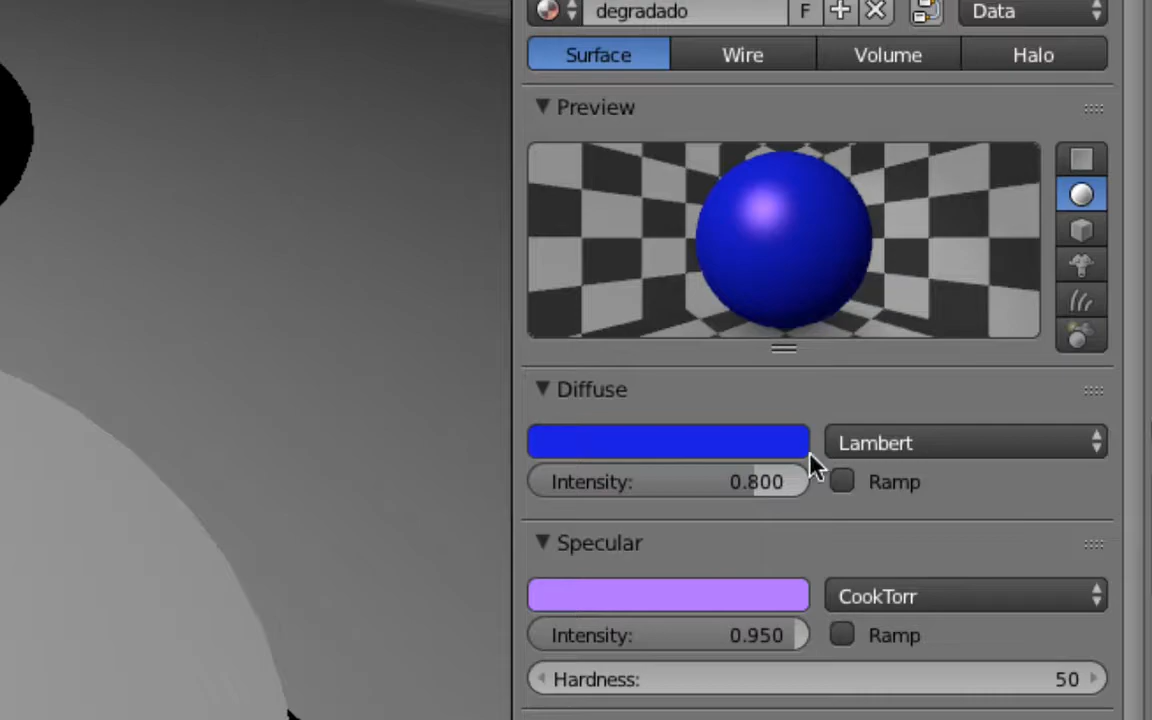 degradado F Data
Surface Wire Volume Halo
Preview
Diffuse
Lambert
Intensity: 0.800 Ramp
Specular
CookTorr
Intensity: 0.950 Ramp
Hardness: 50